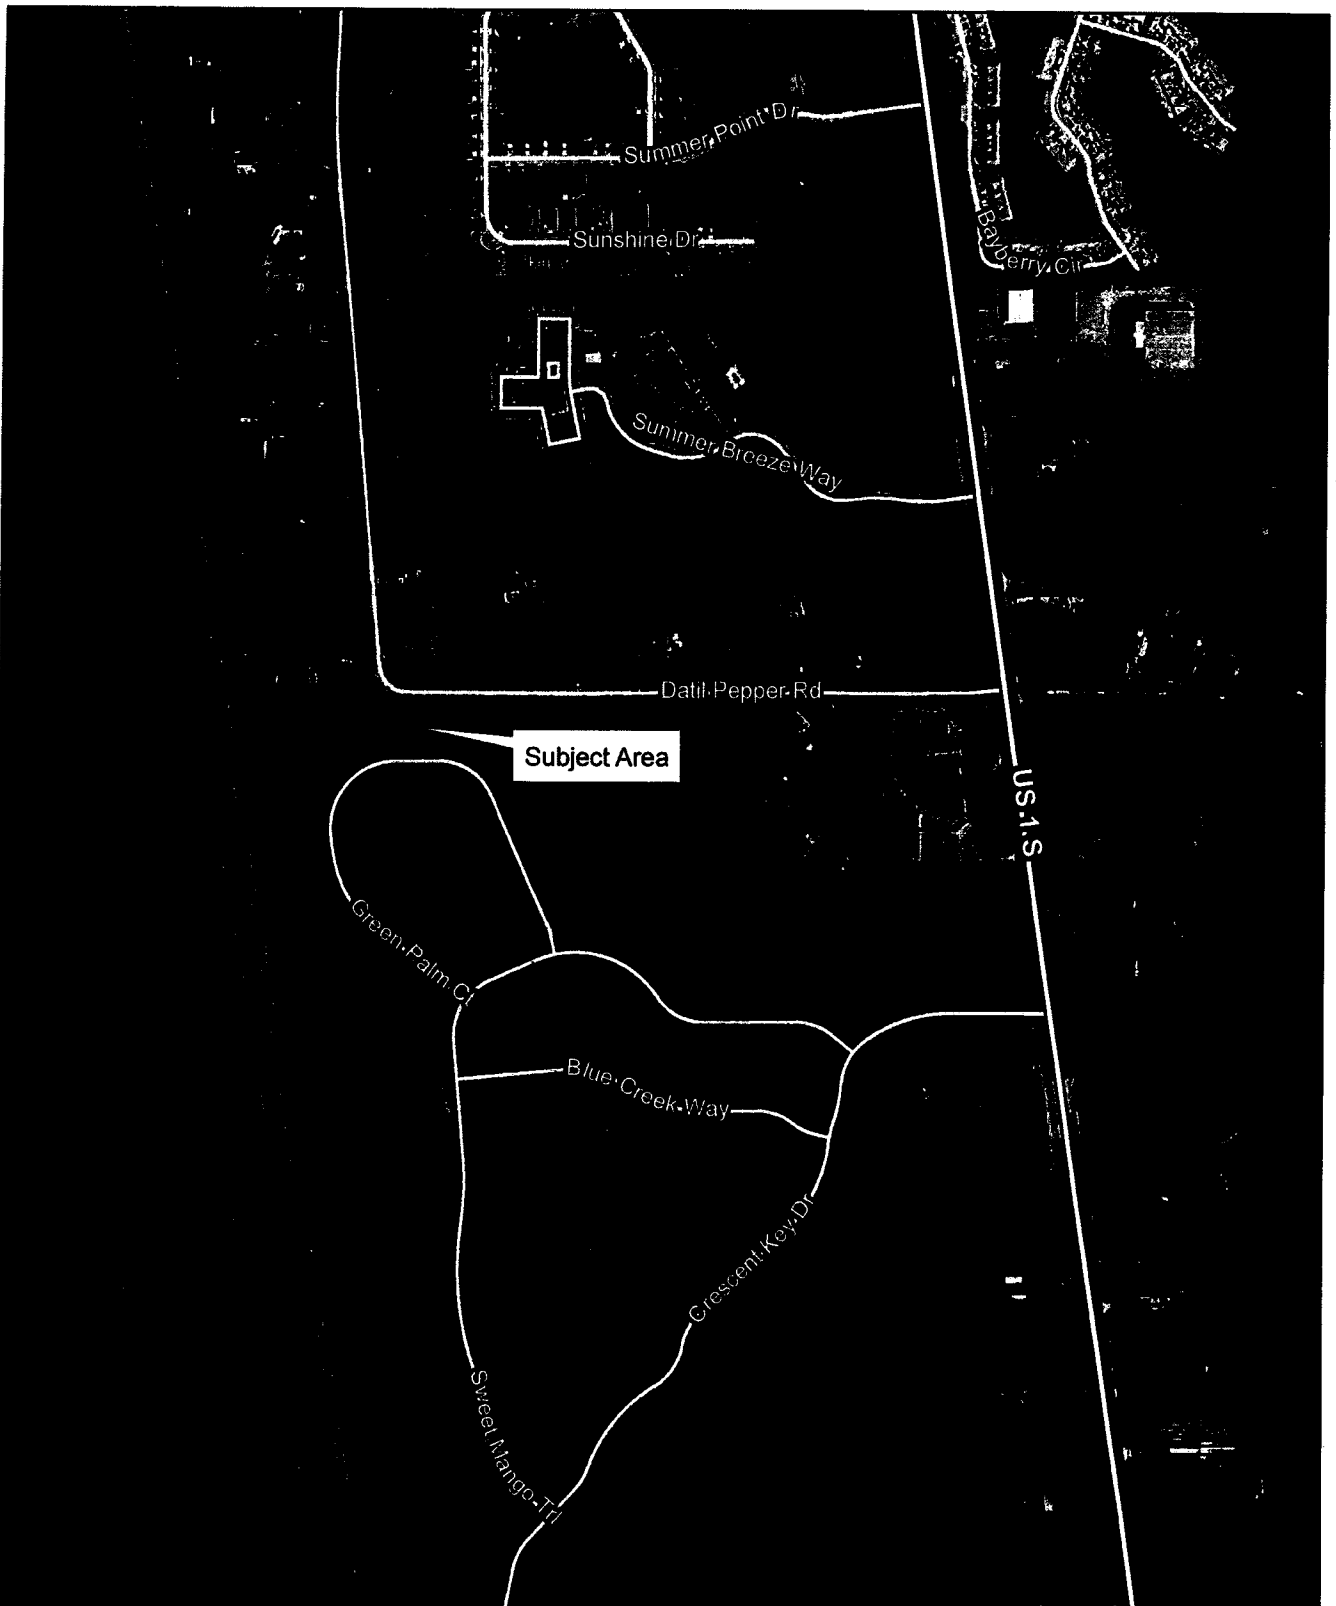 Summer Point Dr
Sunshine Dr
Bayberry Cir
Summer Breeze Way
Datil Pepper Rd
Subject Area
US 1 S
Green Palm Ct
Blue Creek Way
Crescent Key Dr
Sweet Mango Trl